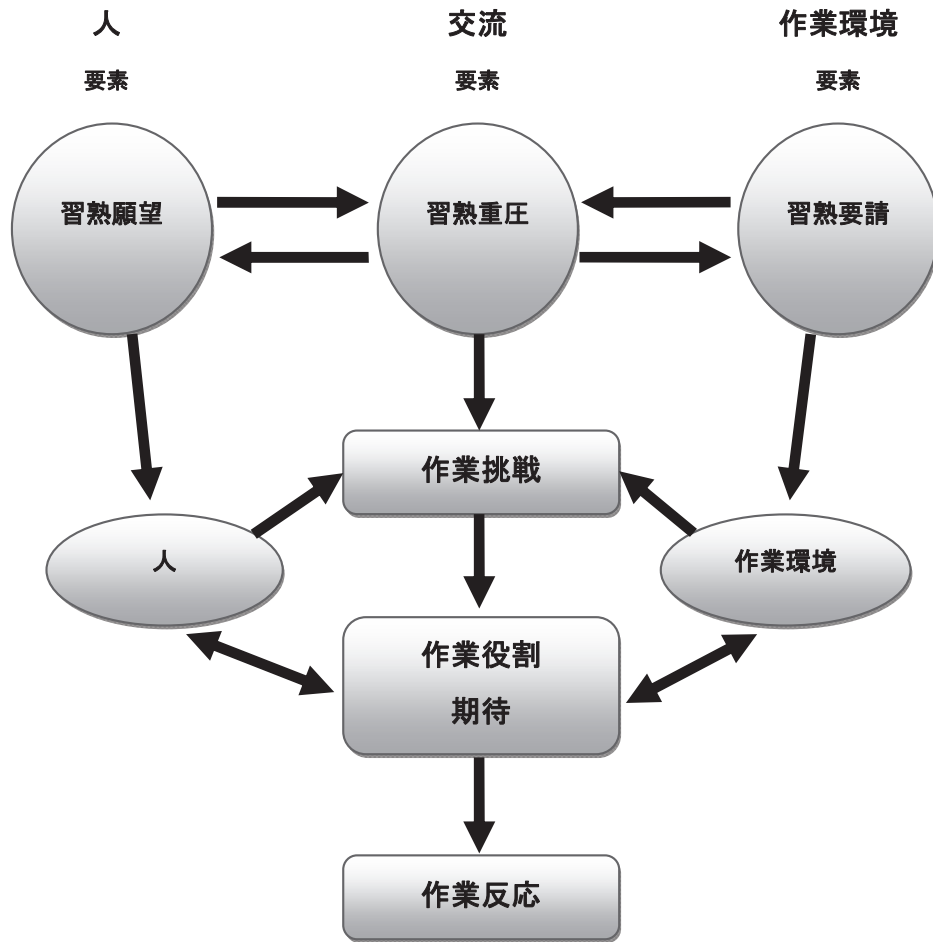 人
交流
作業環境
要素
要素
要素
習熟願望
習熟重圧
習熟要請
作業挑戦
人
作業環境
作業役割
期待
作業反応